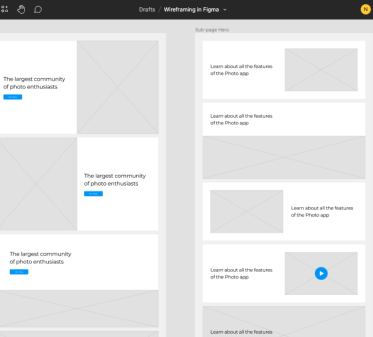 Drafts / Wireframing in Figma
N
Sub page Hero
The largest community
of photo enthusiasts
The largest community
of photo enthusiasts
The largest community
of photo enthusiasts
Learn about all the features
of the Photo app
Learn about all the features
of the Photo app
Learn about all the features
of the Photo app
Learn about all the features
of the Photo app
Learn about all the features